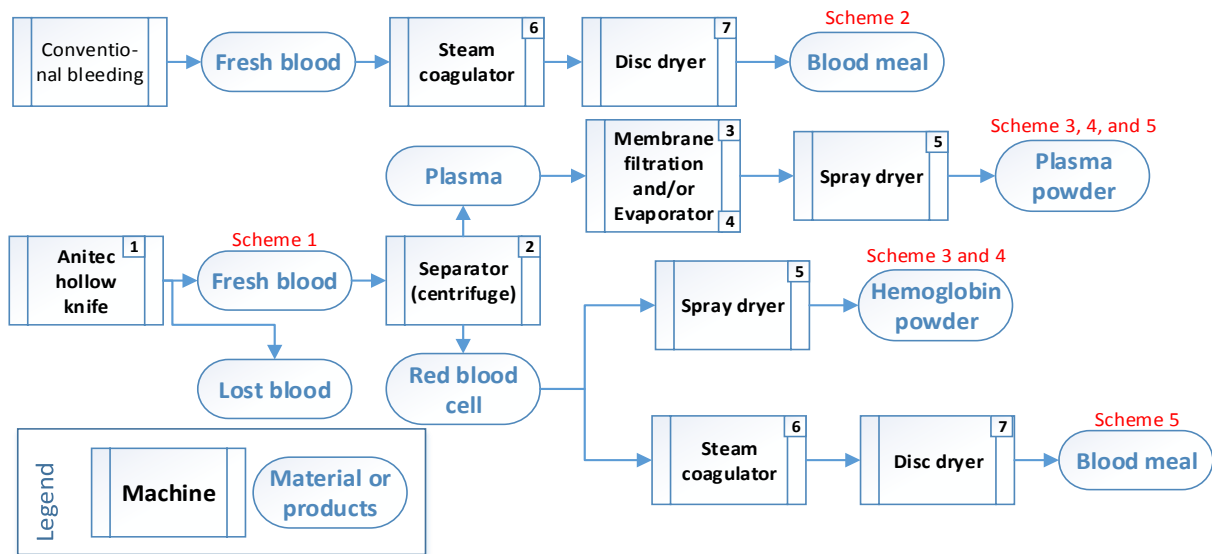 Scheme 2
Conventio-
nal bleeding
Fresh blood
6
Steam
coagulator
7
Disc dryer
Blood meal
Scheme 3, 4, and 5
Plasma
3
Membrane
filtration
and/or
Evaporator
4
5
Spray dryer
Plasma
powder
1
Anitec
hollow
knife
Scheme 1
Fresh blood
2
Separator
(centrifuge)
Lost blood
Red blood
cell
5
Spray dryer
Scheme 3 and 4
Hemoglobin
powder
6
Steam
coagulator
7
Disc dryer
Scheme 5
Blood meal
Legend
Machine
Material or
products